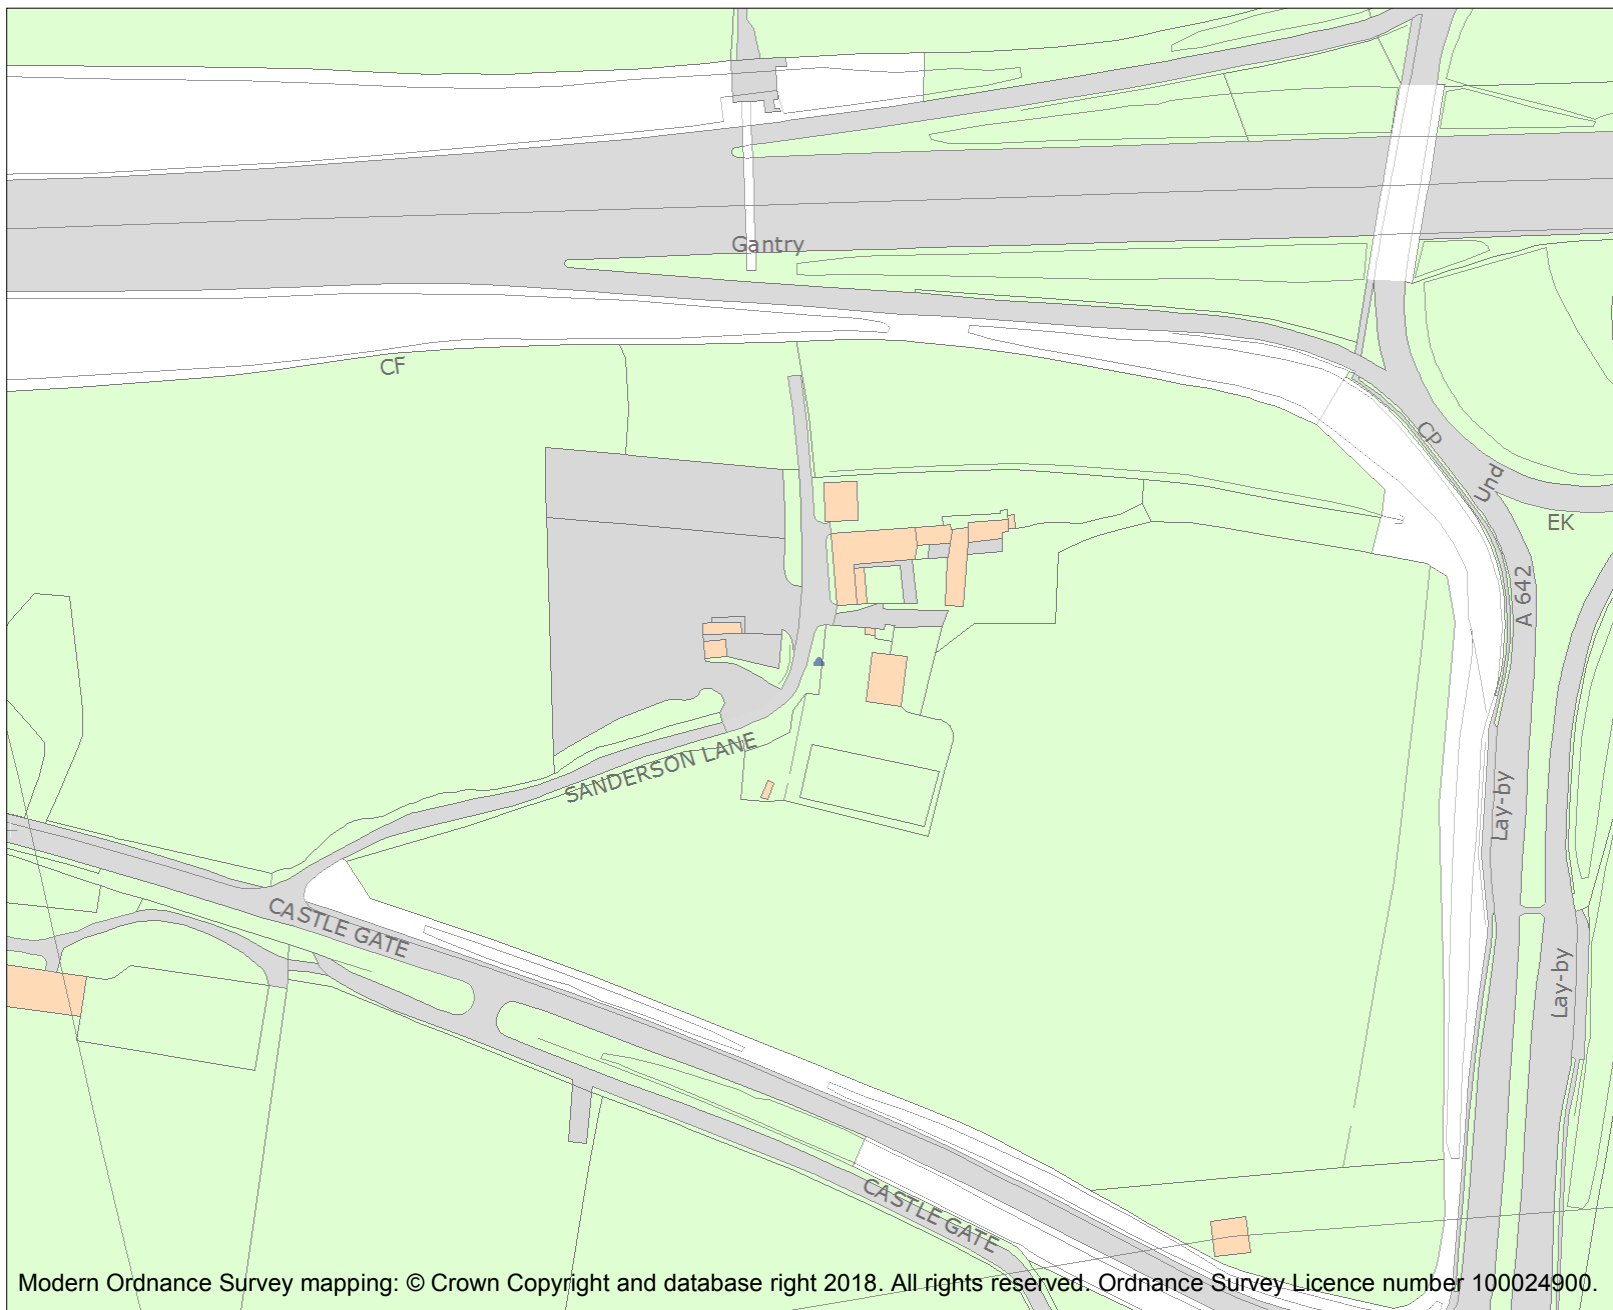 Gantry
CF
CP
Und
EK
A 642
SANDERSON LANE
Lay-by
CASTLE GATE
Lay-by
CASTLE GATE
Modern Ordnance Survey mapping: © Crown Copyright and database right 2018. All rights reserved. Ordnance Survey Licence number 100024900.